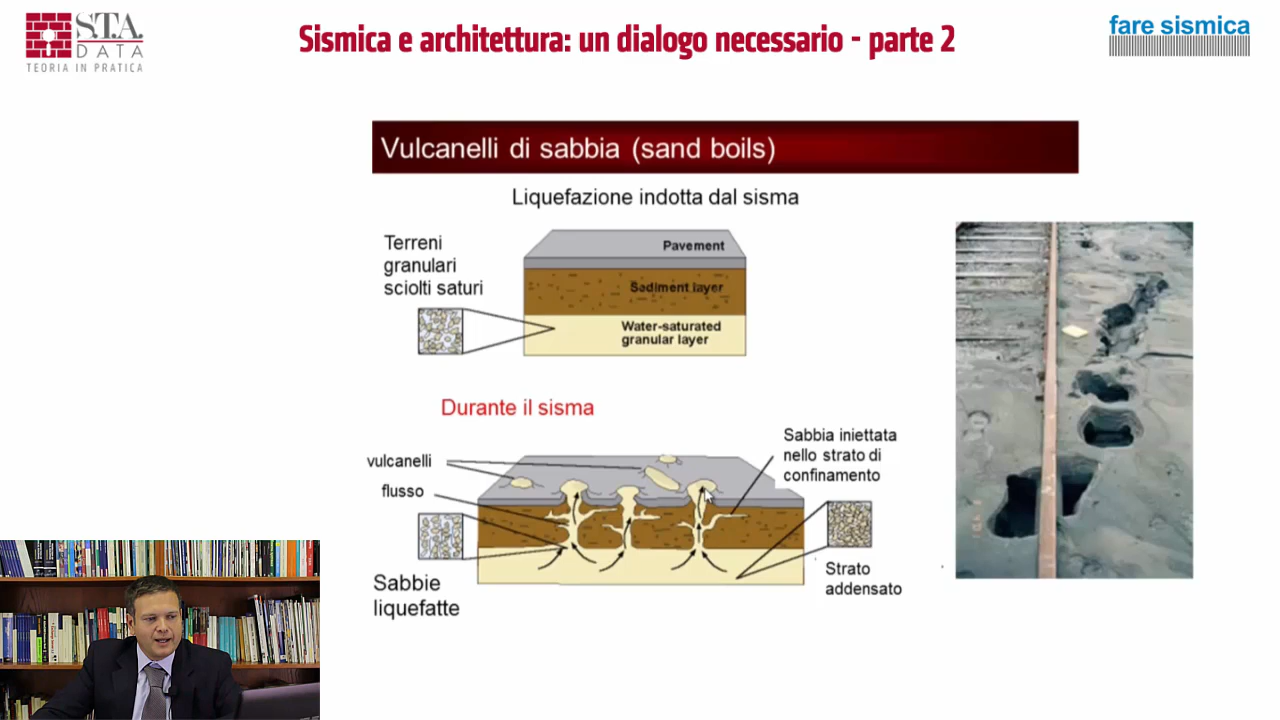 S.T.A.
DATA
TEORIA IN PRATICA
Sismica e architettura: un dialogo necessario - parte 2
fare sismica
Vulcanelli di sabbia (sand boils)
Liquefazione indotta dal sisma
Terreni
granulari
sciolti saturi
Pavement
Sediment layer
Water-saturated
granular layer
Durante il sisma
vulcanelli
flusso
Sabbia iniettata
nello strato di
confinamento
Sabbie
liquefatte
Strato
addensato